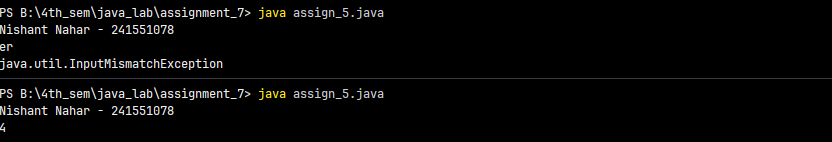 PS B:\4th_sem\java_lab\assignment_7> java assign_5.java
Nishant Nahar - 241551078
er
java.util.InputMismatchException
PS B:\4th_sem\java_lab\assignment_7> java assign_5.java
Nishant Nahar - 241551078
4